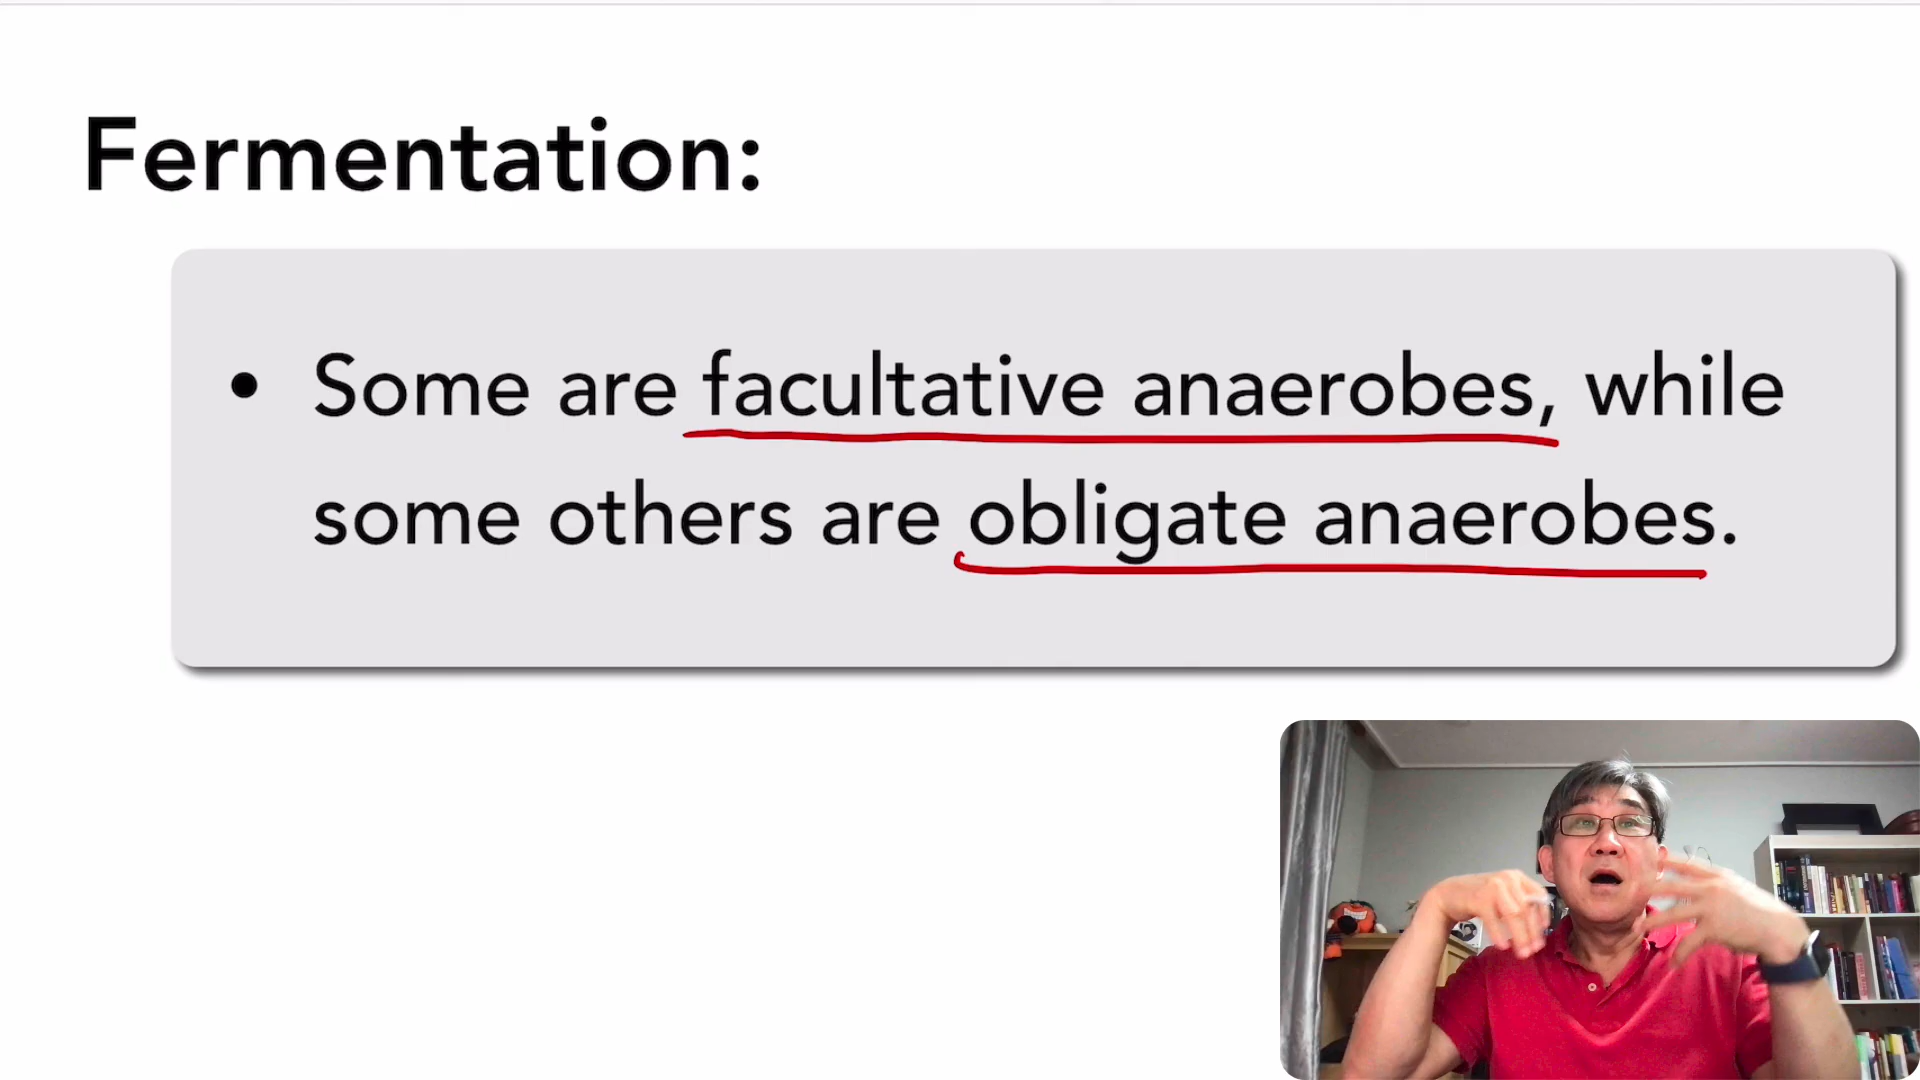 Fermentation:
• Some are facultative anaerobes, while
some others are obligate anaerobes.